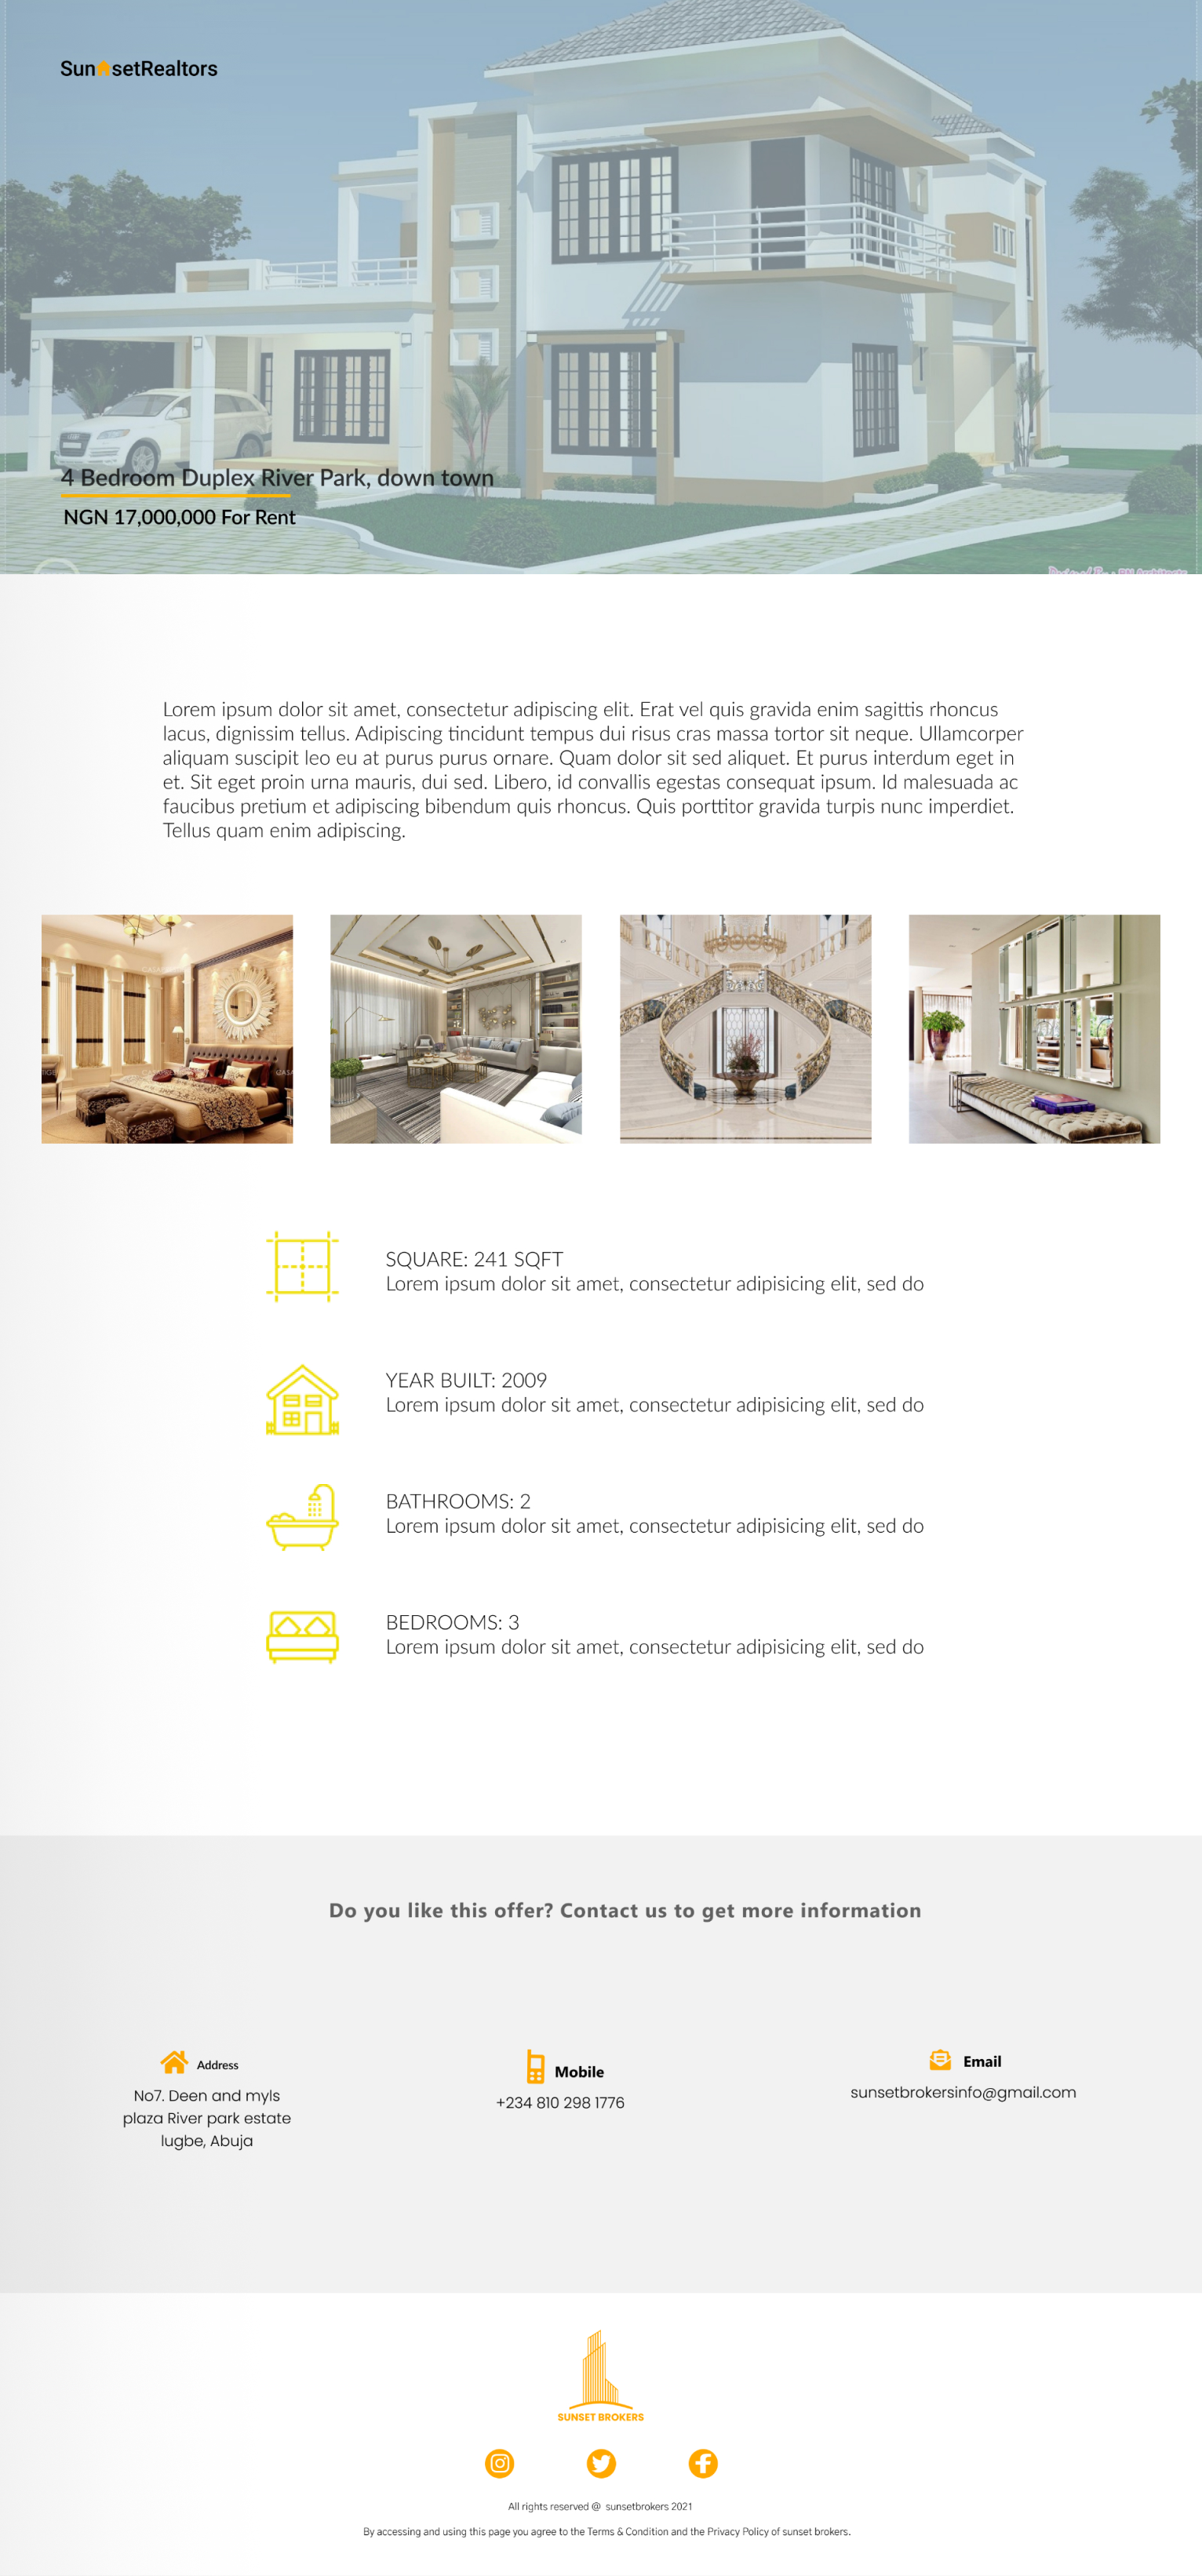 SunsetRealtors
4 Bedroom Duplex River Park, down town
NGN 17,000,000 For Rent
Lorem ipsum dolor sit amet, consectetur adipiscing elit. Erat vel quis gravida enim sagittis rhoncus
lacus, dignissim tellus. Adipiscing tincidunt tempus dui risus cras massa tortor sit neque. Ullamcorper
aliquam suscipit leo eu at purus purus ornare. Quam dolor sit sed aliquet. Et purus interdum eget in
et. Sit eget proin urna mauris, dui sed. Libero, id convallis egestas consequat ipsum. Id malesuada ac
faucibus pretium et adipiscing bibendum quis rhoncus. Quis porttitor gravida turpis nunc imperdiet.
Tellus quam enim adipiscing.
SQUARE: 241 SQFT
Lorem ipsum dolor sit amet, consectetur adipisicing elit, sed do
YEAR BUILT: 2009
Lorem ipsum dolor sit amet, consectetur adipisicing elit, sed do
BATHROOMS: 2
Lorem ipsum dolor sit amet, consectetur adipisicing elit, sed do
BEDROOMS: 3
Lorem ipsum dolor sit amet, consectetur adipisicing elit, sed do
Do you like this offer? Contact us to get more information
Address
No7. Deen and myls
plaza River park estate
lugbe, Abuja
Mobile
+234 810 298 1776
Email
sunsetbrokersinfo@gmail.com
SUNSET BROKERS
All rights reserved @ sunsetbrokers 2021
By accessing and using this page you agree to the Terms & Condition and the Privacy Policy of sunset brokers.